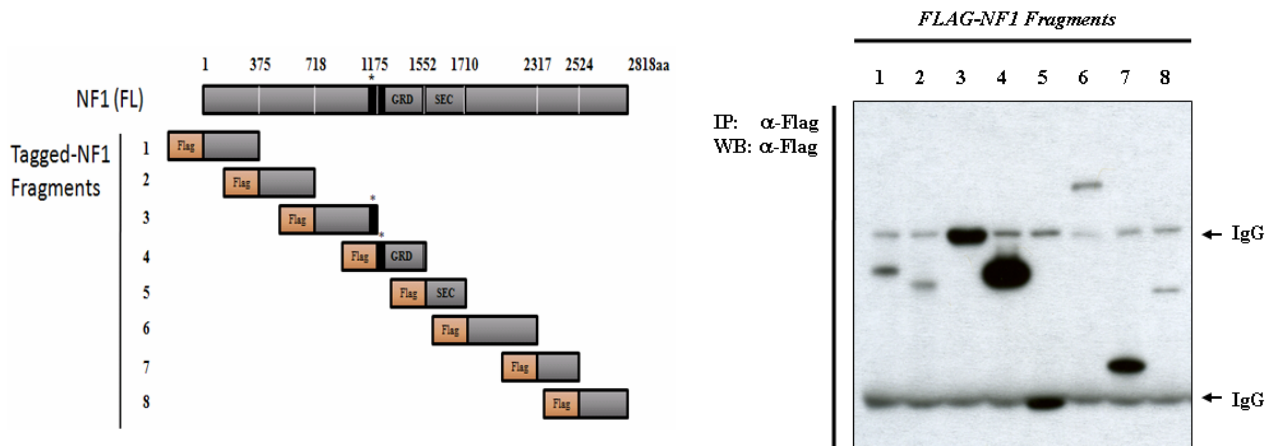 FLAG-NF1 Fragments
1 375 718 1175 1552 1710 2317 2524 2818aa
*
NF1 (FL) GRD SEC
Tagged-NF1
Fragments
1 Flag
2 Flag
*
3 Flag
*
4 Flag GRD
5 Flag SEC
6 Flag
7 Flag
8 Flag
1 2 3 4 5 6 7 8
IP: α-Flag
WB: α-Flag
IgG
IgG